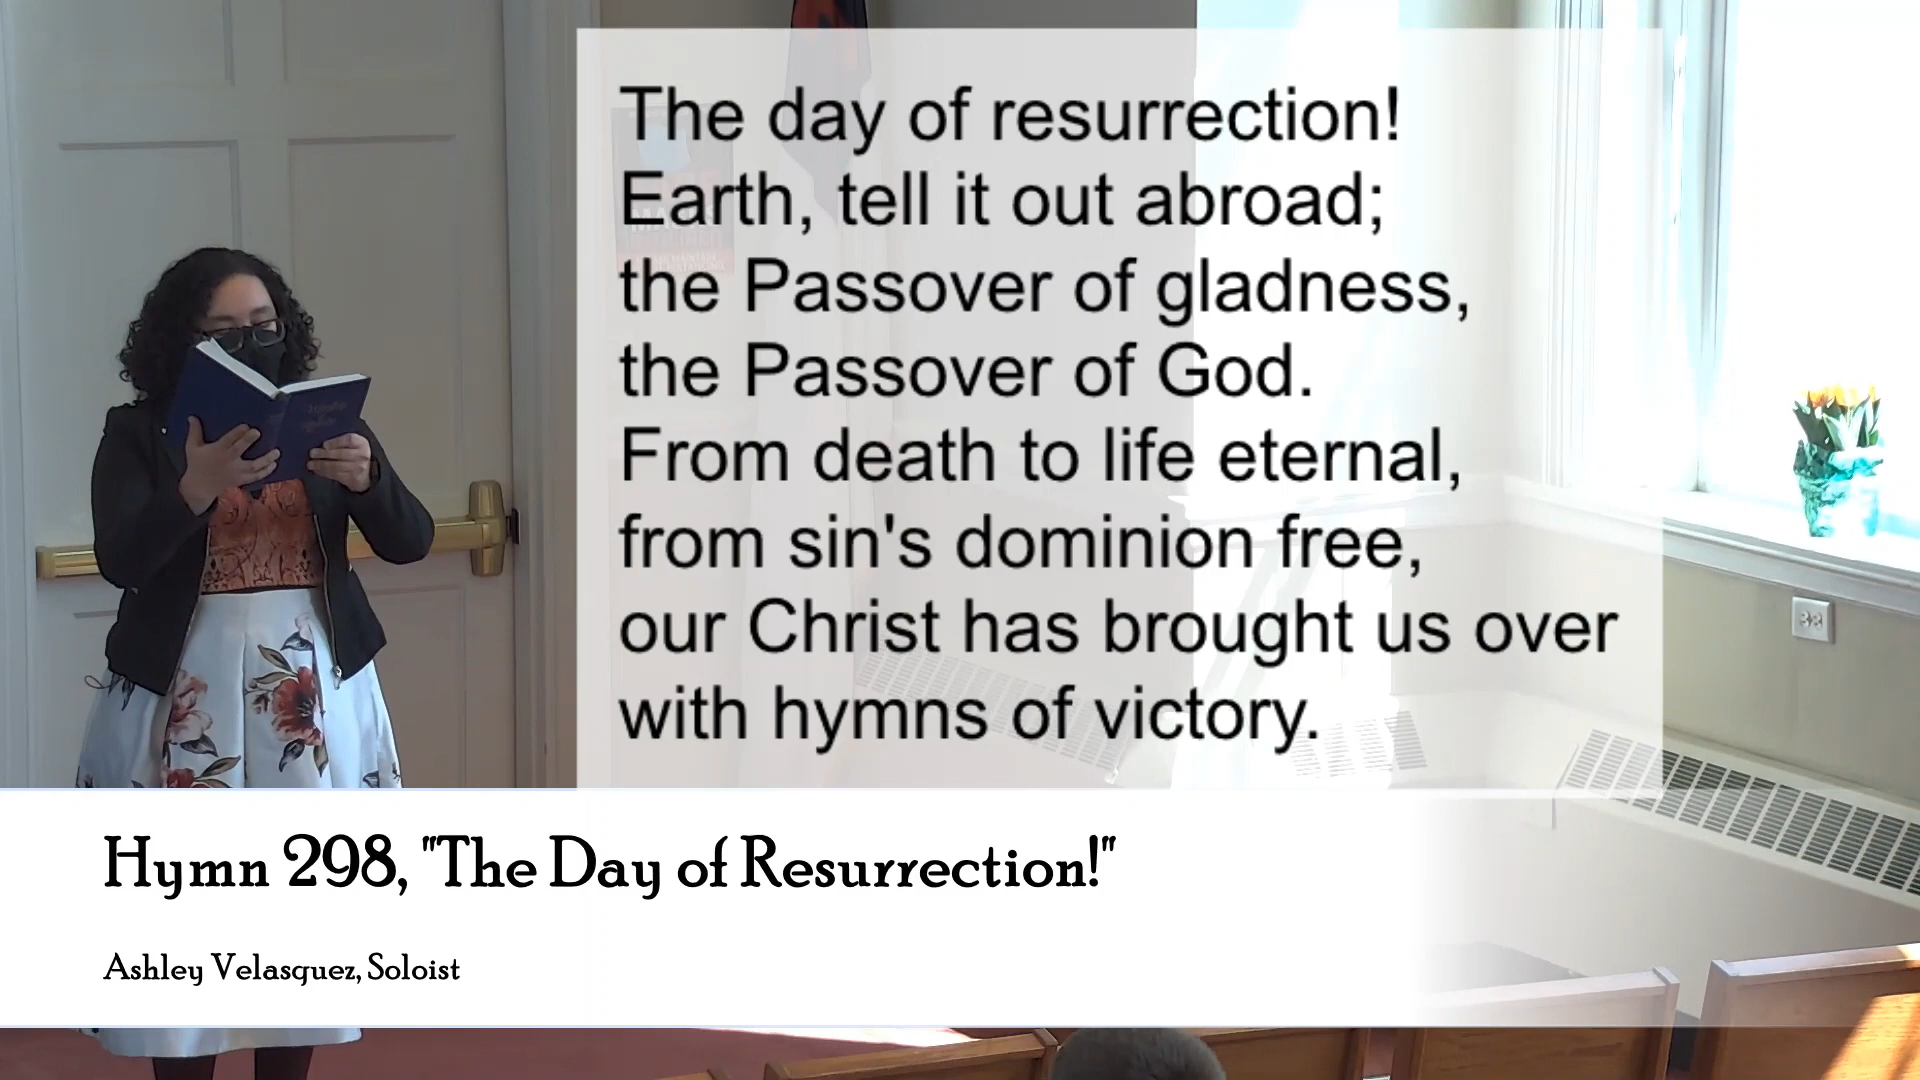 The day of resurrection!
Earth, tell it out abroad;
the Passover of gladness,
the Passover of God.
From death to life eternal,
from sin's dominion free,
our Christ has brought us over
with hymns of victory.
Hymn 298, "The Day of Resurrection!"
Ashley Velasquez, Soloist